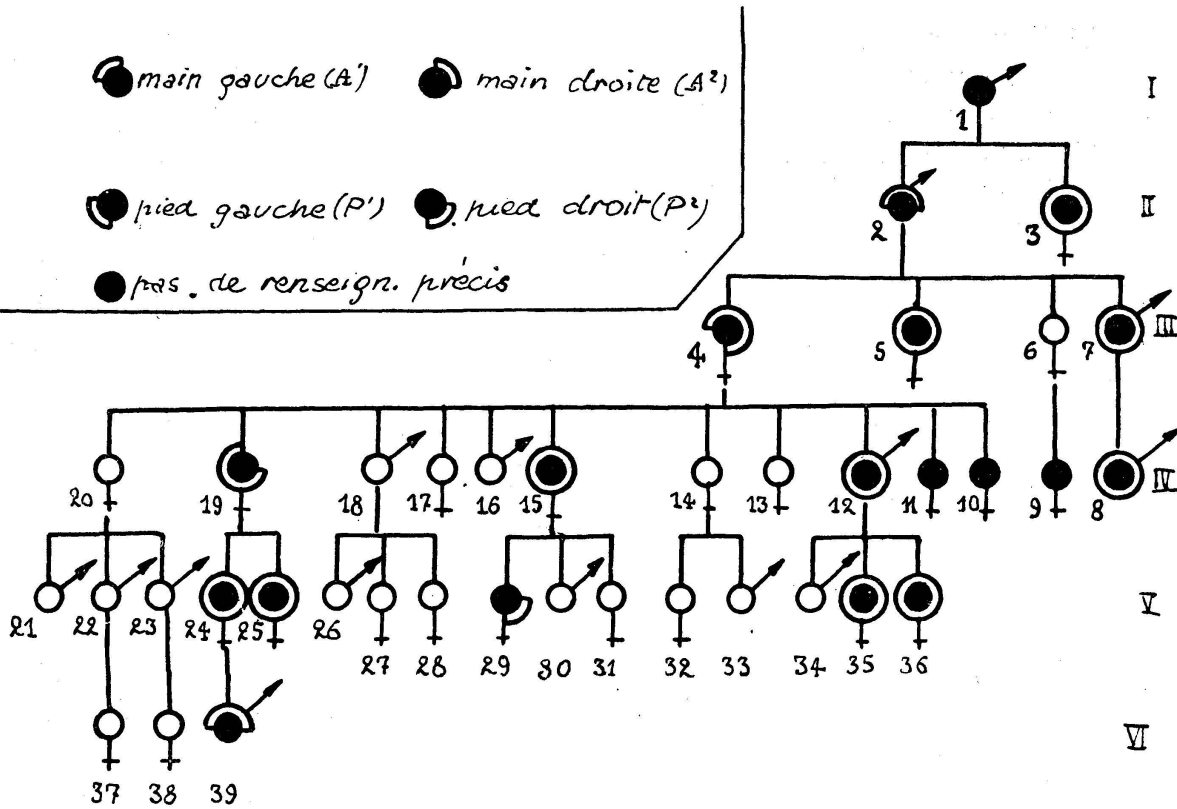 main gauche (A¹) main droite (A²)
pied gauche (P¹) pied droit (P²)
pas. de renseign. précis
I
1
2 3 II
4 5 6 7 III
20 19 18 17 16 15 14 13 12 11 10 9 8 IV
21 22 23 24 25 26 27 28 29 30 31 32 33 34 35 36 V
37 38 39 VI